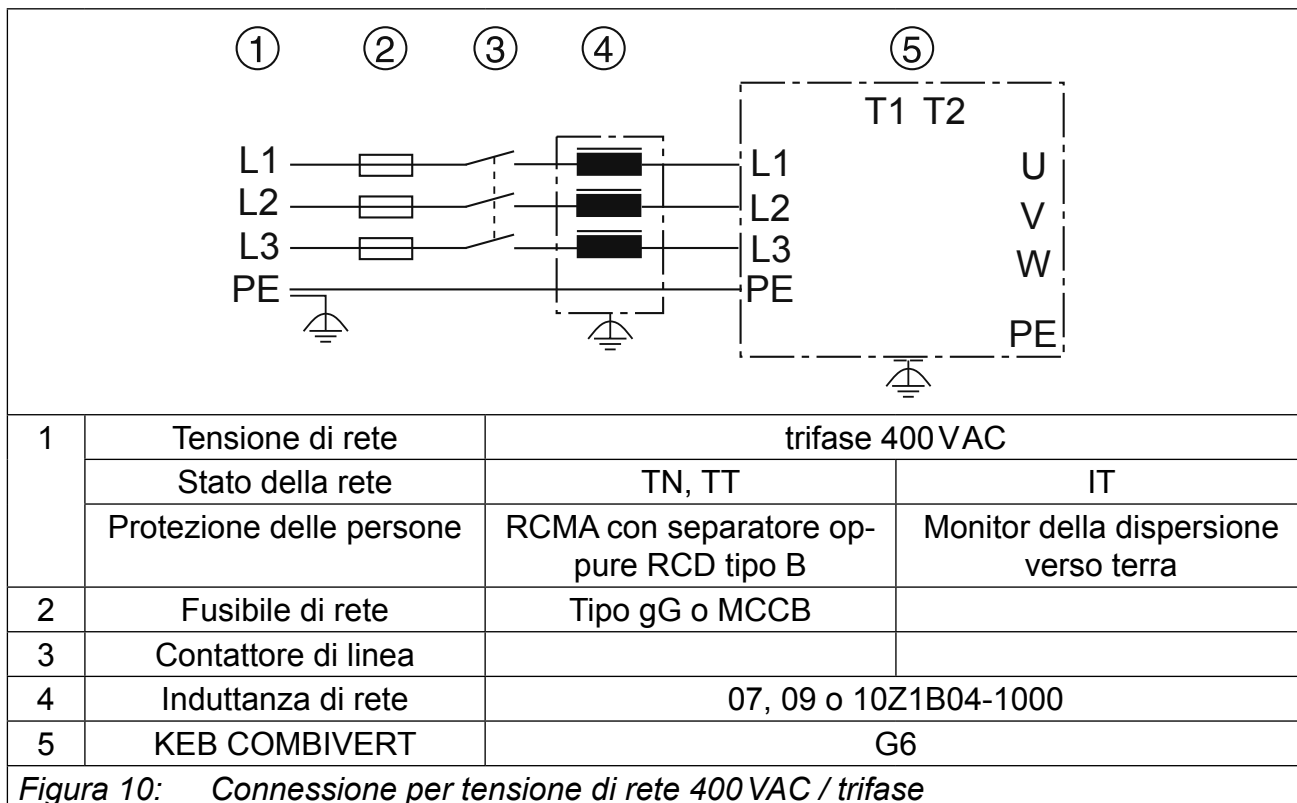 ① ② ③ ④ ⑤
T1 T2
L1 L1 U
L2 L2 V
L3 L3 W
PE PE
PE
1 Tensione di rete trifase 400 VAC
Stato della rete TN, TT IT
Protezione delle persone RCMA con separatore op- Monitor della dispersione
pure RCD tipo B verso terra
2 Fusibile di rete Tipo gG o MCCB
3 Contattore di linea
4 Induttanza di rete 07, 09 o 10Z1B04-1000
5 KEB COMBIVERT G6
Figura 10: Connessione per tensione di rete 400 VAC / trifase